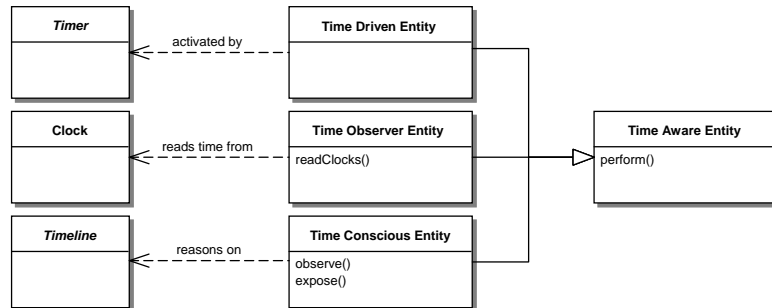 Timer
activated by
Time Driven Entity
Clock
reads time from
Time Observer Entity
readClocks()
Time Aware Entity
perform()
Timeline
reasons on
Time Conscious Entity
observe()
expose()